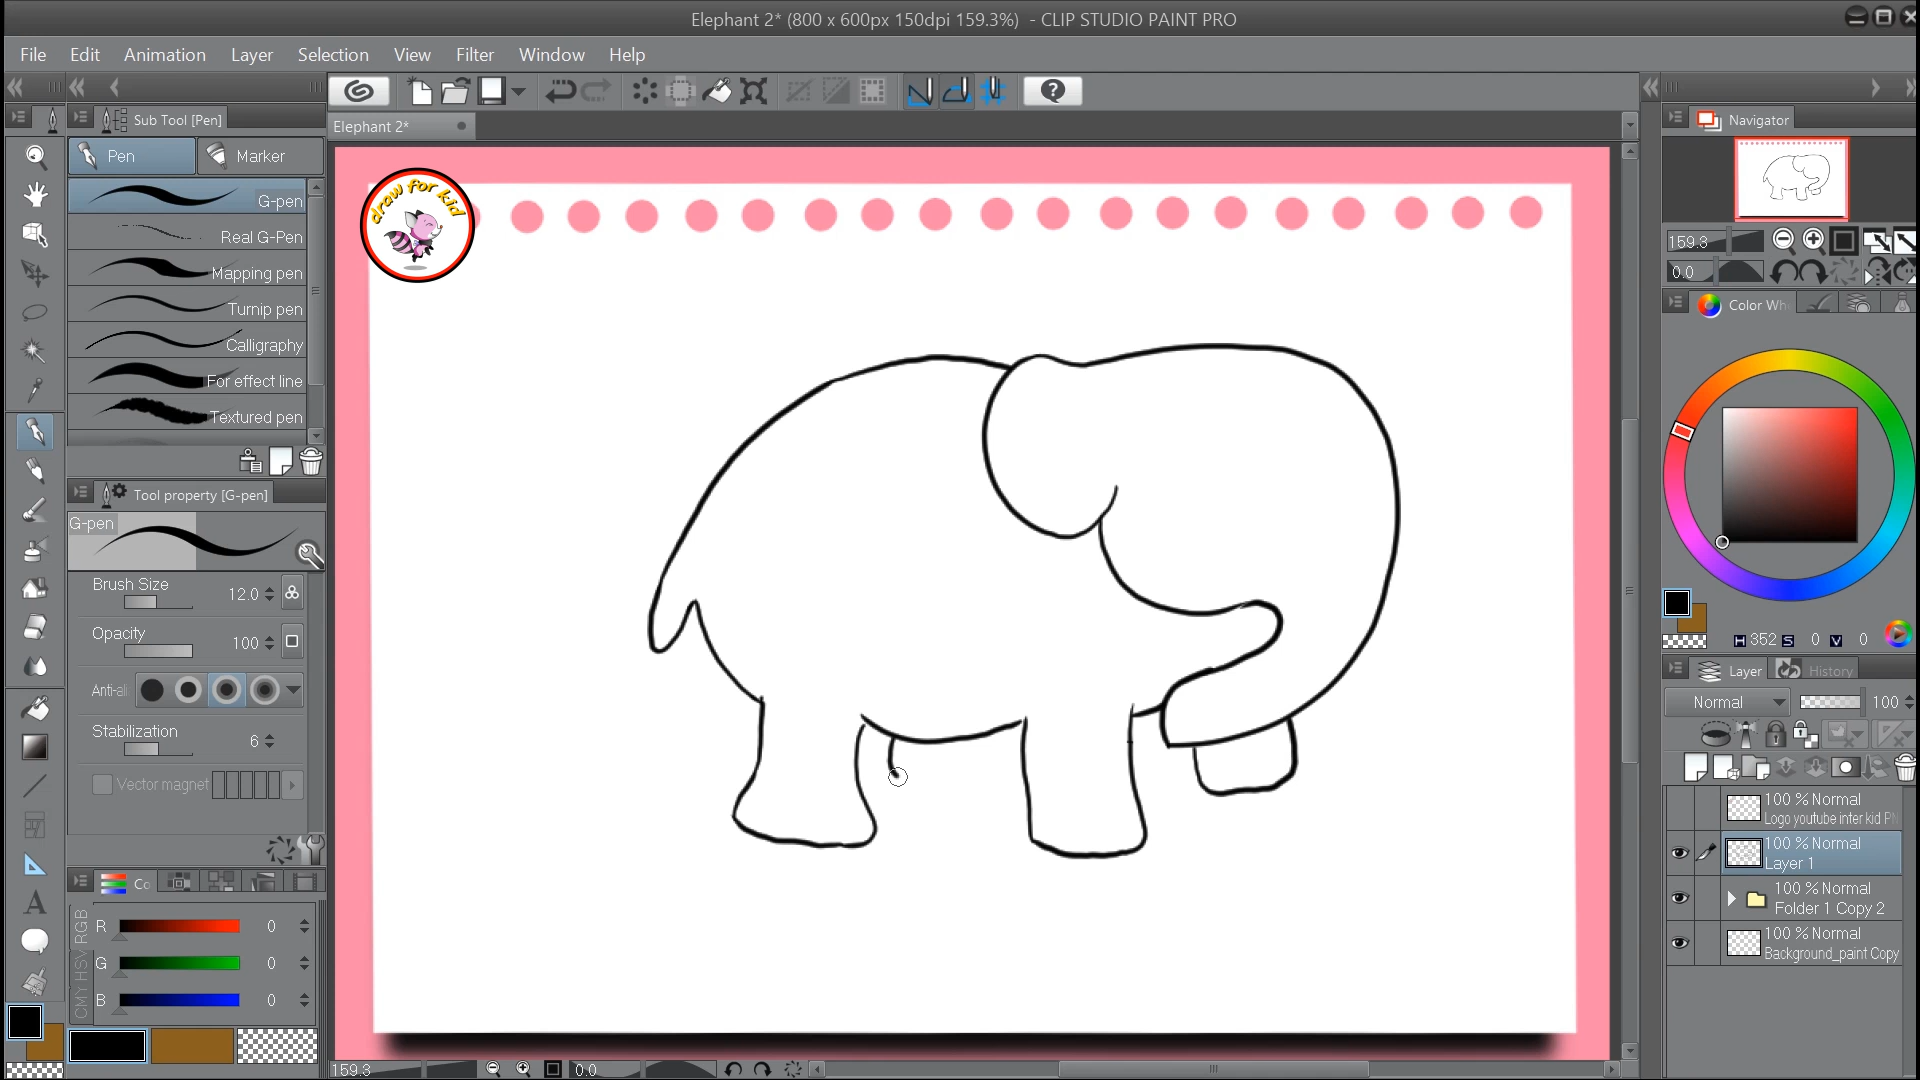 Elephant 2* (800 x 600px 150dpi 159.3%) - CLIP STUDIO PAINT PRO
File Edit Animation Layer Selection View Filter Window Help
Sub Tool [Pen]
Pen Marker
G-pen
Real G-Pen
Mapping pen
Turnip pen
Calligraphy
For effect line
Textured pen
Tool property [G-pen]
G-pen
Brush Size 12.0
Opacity 100
Anti-ali
Stabilization 6
Vector magnet
Co
RGB
HSV
CMY
R 0
G 0
B 0
A
Elephant 2*
draw for kid
159.3 0.0
Navigator
159.3
0.0
Color Wh
H 352 S 0 V 0
Layer History
Normal 100
100 % Normal
Logo youtube inter kid PN
100 % Normal
Layer 1
100 % Normal
Folder 1 Copy 2
100 % Normal
Background_paint Copy